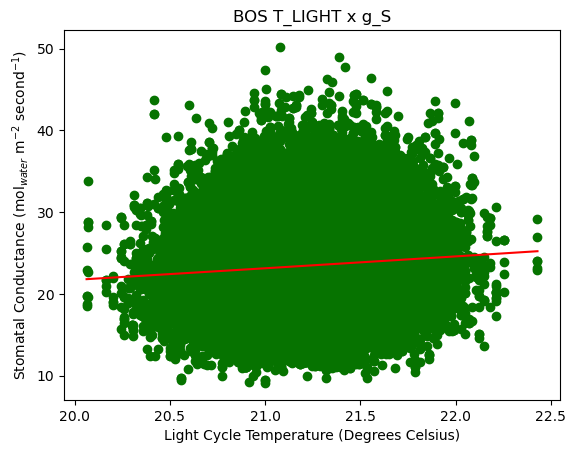 BOS T_LIGHT x g_S
Stomatal Conductance (mol_water m⁻² second⁻¹)
50
40
30
20
10
20.0 20.5 21.0 21.5 22.0 22.5
Light Cycle Temperature (Degrees Celsius)